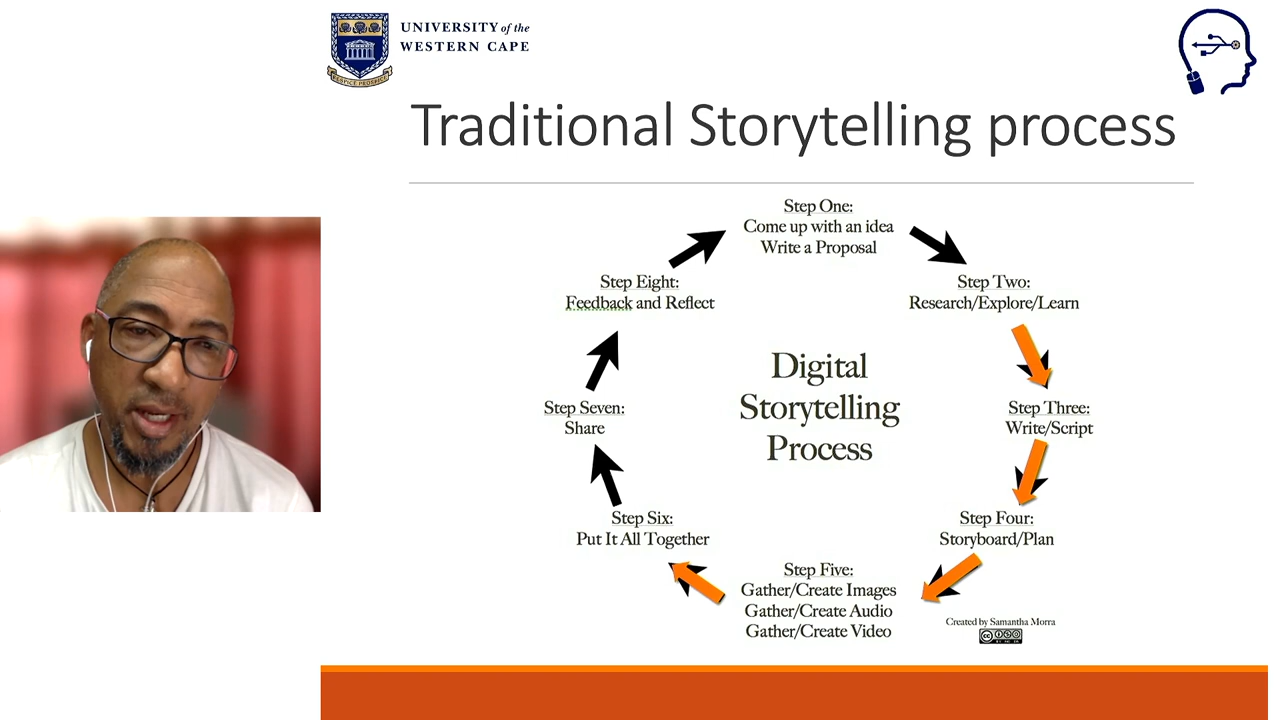 UNIVERSITY of the
WESTERN CAPE
Traditional Storytelling process
Step One:
Come up with an idea
Write a Proposal
Step Two:
Research/Explore/Learn
Step Three:
Write/Script
Step Four:
Storyboard/Plan
Step Five:
Gather/Create Images
Gather/Create Audio
Gather/Create Video
Step Six:
Put It All Together
Step Seven:
Share
Step Eight:
Feedback and Reflect
Digital
Storytelling
Process
Created by Samantha Morra